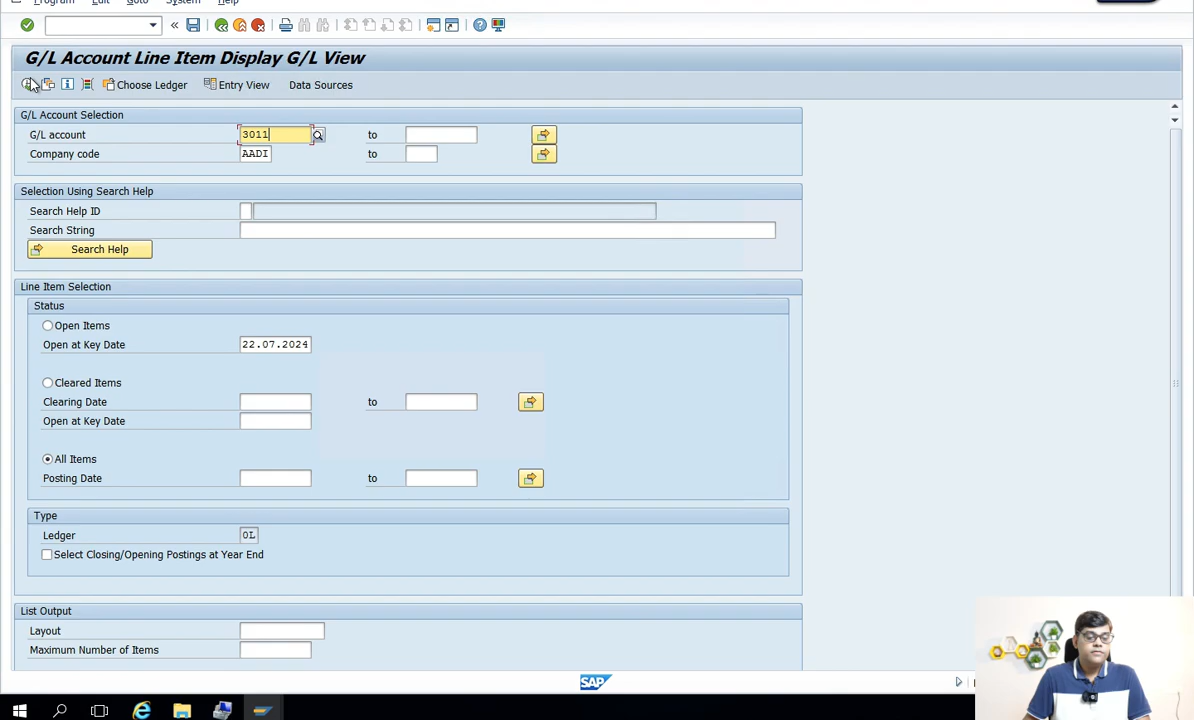 Program Edit Goto System Help
G/L Account Line Item Display G/L View
Choose Ledger Entry View Data Sources
G/L Account Selection
G/L account 3011 to
Company code AADI to
Selection Using Search Help
Search Help ID
Search String
Search Help
Line Item Selection
Status
Open Items
Open at Key Date 22.07.2024
Cleared Items
Clearing Date to
Open at Key Date
All Items
Posting Date to
Type
Ledger 0L
Select Closing/Opening Postings at Year End
List Output
Layout
Maximum Number of Items
SAP